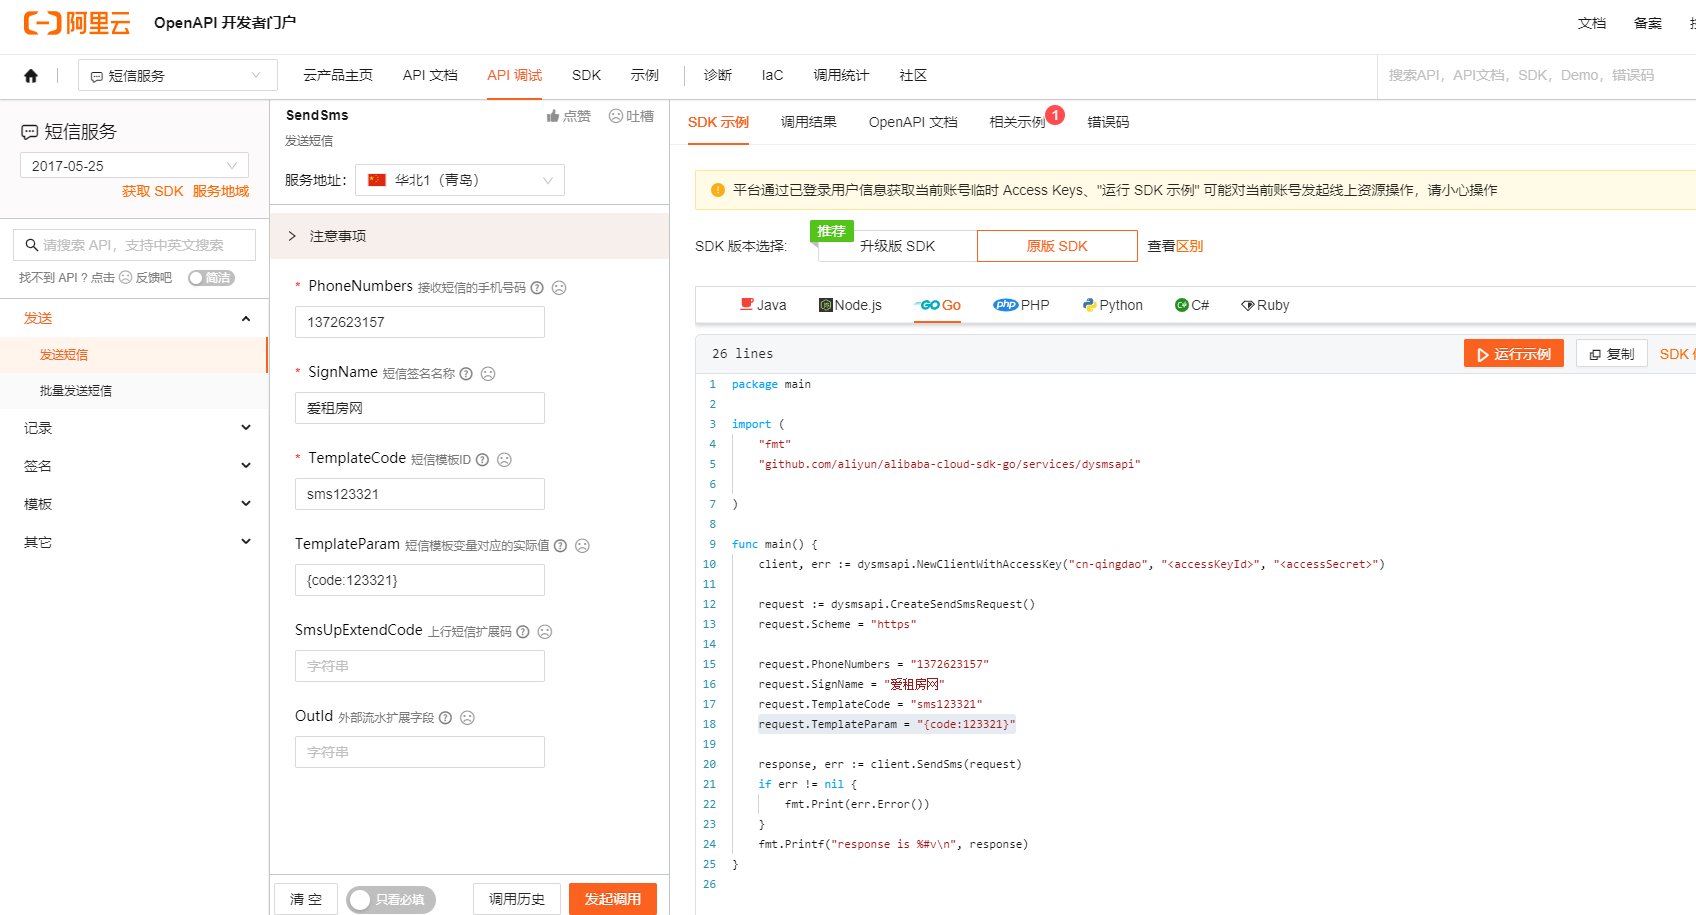 阿里云 OpenAPI 开发者门户 文档 备案
短信服务 云产品主页 API 文档 API 调试 SDK 示例 诊断 IaC 调用统计 社区 搜索API，API文档，SDK，Demo，错误码
短信服务
2017-05-25
获取 SDK 服务地域
请搜索 API，支持中英文搜索
找不到 API ? 点击 反馈吧 简洁
发送
发送短信
批量发送短信
记录
签名
模板
其它
SendSms 点赞 吐槽
发送短信
服务地址： 华北1（青岛）
注意事项
* PhoneNumbers 接收短信的手机号码
1372623157
* SignName 短信签名名称
爱租房网
* TemplateCode 短信模板ID
sms123321
TemplateParam 短信模板变量对应的实际值
{code:123321}
SmsUpExtendCode 上行短信扩展码
字符串
OutId 外部流水扩展字段
字符串
清 空 只看必填 调用历史 发起调用
SDK 示例 调用结果 OpenAPI 文档 相关示例 1 错误码
平台通过已登录用户信息获取当前账号临时 Access Keys、"运行 SDK 示例" 可能对当前账号发起线上资源操作，请小心操作
SDK 版本选择: 推荐 升级版 SDK 原版 SDK 查看区别
Java Node.js GO Go php PHP Python C# Ruby
26 lines 运行示例 复制 SDK
1 package main
2
3 import (
4 "fmt"
5 "github.com/aliyun/alibaba-cloud-sdk-go/services/dysmsapi"
6
7 )
8
9 func main() {
10 client, err := dysmsapi.NewClientWithAccessKey("cn-qingdao", "<accessKeyId>", "<accessSecret>")
11
12 request := dysmsapi.CreateSendSmsRequest()
13 request.Scheme = "https"
14
15 request.PhoneNumbers = "1372623157"
16 request.SignName = "爱租房网"
17 request.TemplateCode = "sms123321"
18 request.TemplateParam = "{code:123321}"
19
20 response, err := client.SendSms(request)
21 if err != nil {
22 fmt.Print(err.Error())
23 }
24 fmt.Printf("response is %#v\n", response)
25 }
26